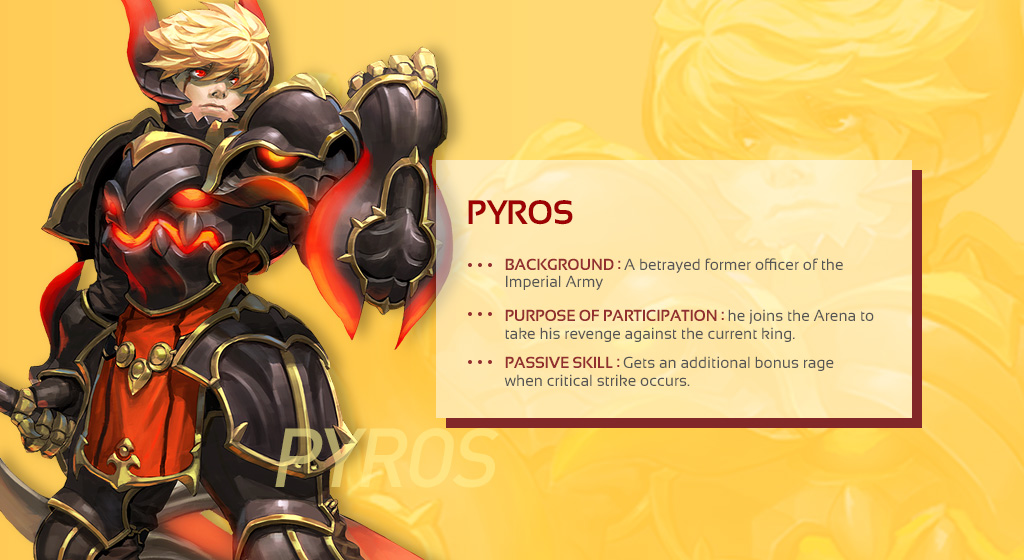 PYROS
••• BACKGROUND : A betrayed former officer of the
Imperial Army
••• PURPOSE OF PARTICIPATION : he joins the Arena to
take his revenge against the current king.
••• PASSIVE SKILL : Gets an additional bonus rage
when critical strike occurs.
PYROS